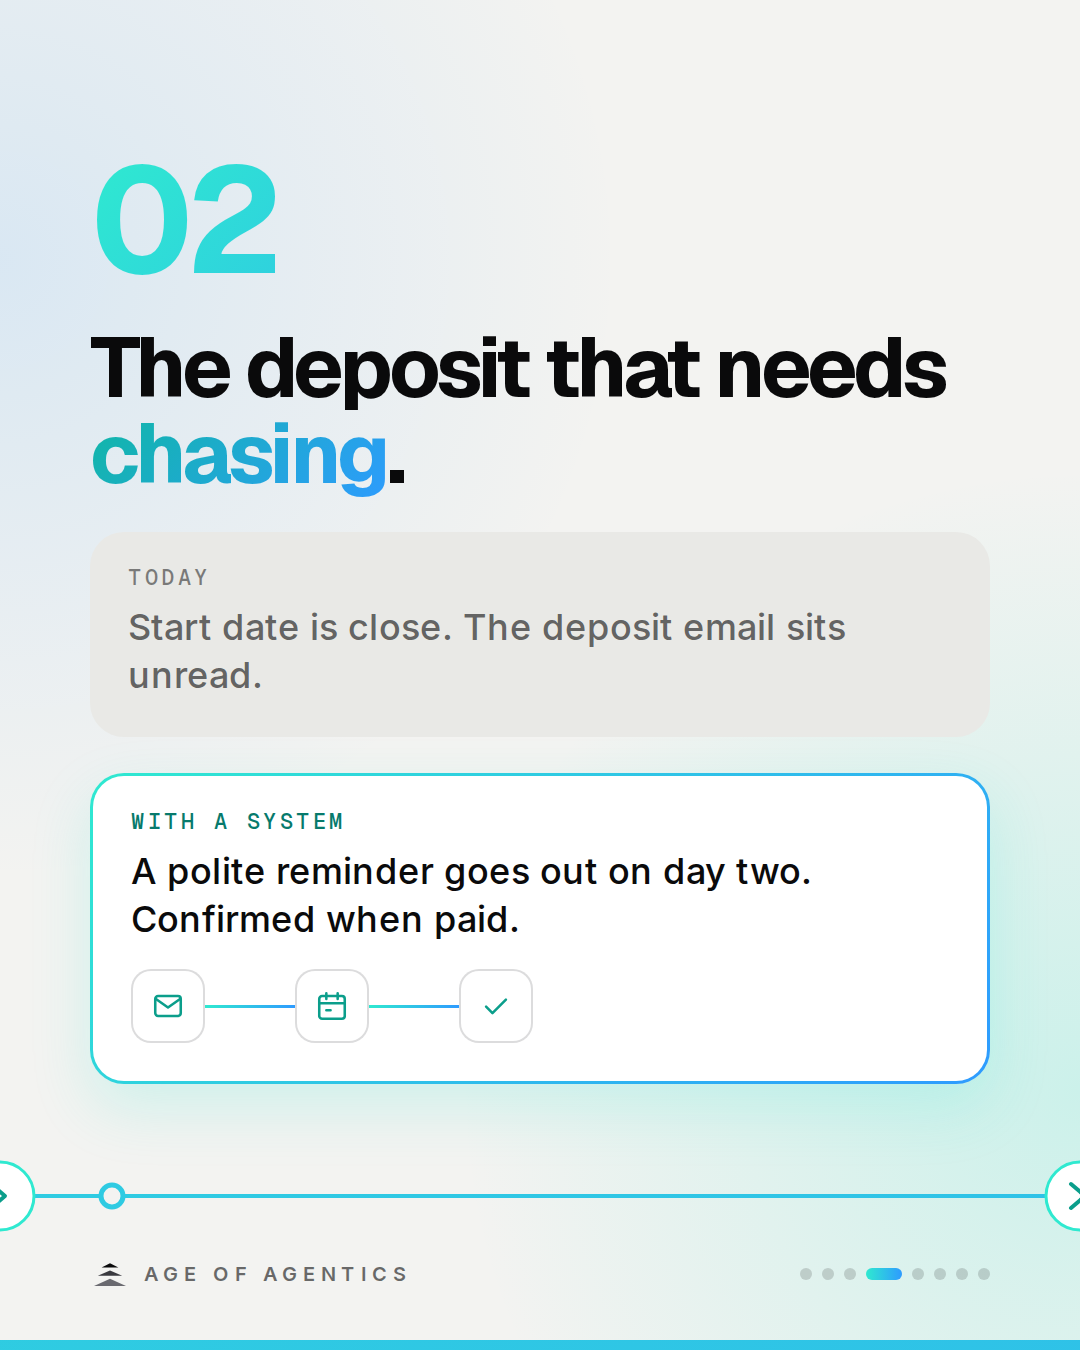 02
The deposit that needs
chasing.
TODAY
Start date is close. The deposit email sits
unread.
WITH A SYSTEM
A polite reminder goes out on day two.
Confirmed when paid.
AGE OF AGENTICS